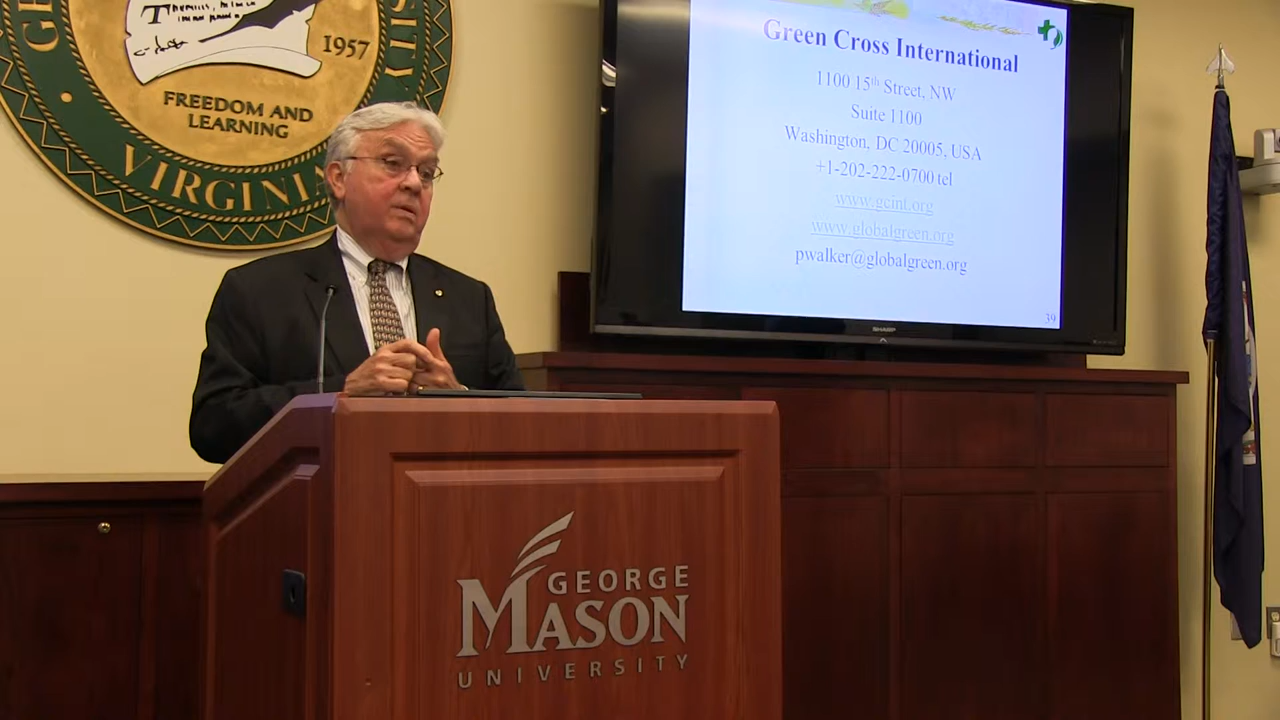 1957
FREEDOM AND
LEARNING
VIRGINIA
Green Cross International
1100 15th Street, NW
Suite 1100
Washington, DC 20005, USA
+1-202-222-0700 tel
www.gcint.org
www.globalgreen.org
pwalker@globalgreen.org
39
SHARP
GEORGE
MASON
UNIVERSITY